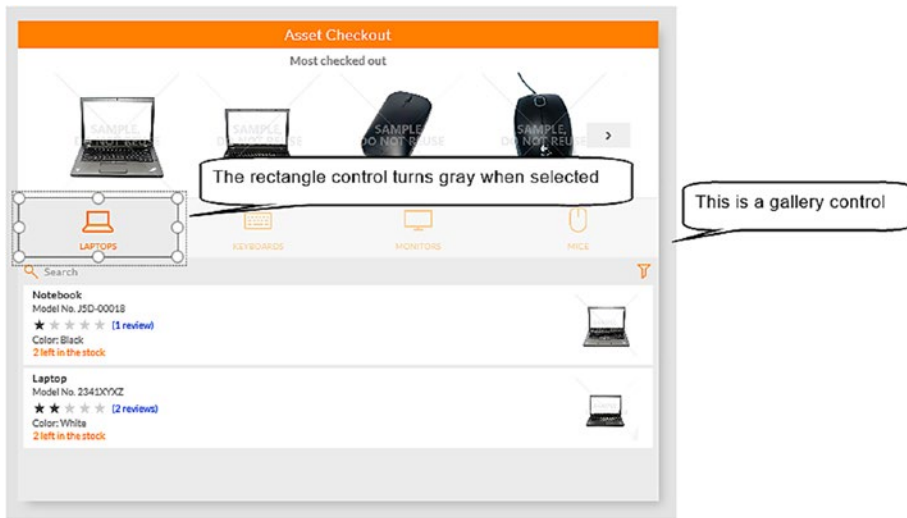 Asset Checkout
Most checked out
SAMPLE, DO NOT REUSE
SAMPLE, DO NOT REUSE
SAMPLE, DO NOT REUSE
SAMPLE, DO NOT REUSE
The rectangle control turns gray when selected
This is a gallery control
LAPTOPS
KEYBOARDS
MONITORS
MICE
Search
Notebook
Model No. J5D-00018
(1 review)
Color: Black
2 left in the stock
Laptop
Model No. 2341XYXZ
(2 reviews)
Color: White
2 left in the stock